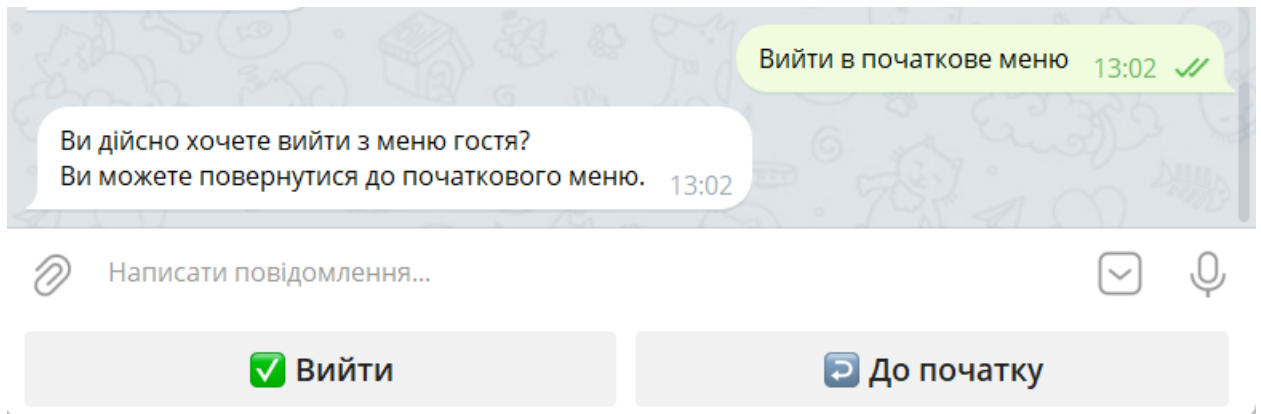 Вийти в початкове меню 13:02
Ви дійсно хочете вийти з меню гостя?
Ви можете повернутися до початкового меню. 13:02
Написати повідомлення...
Вийти
До початку